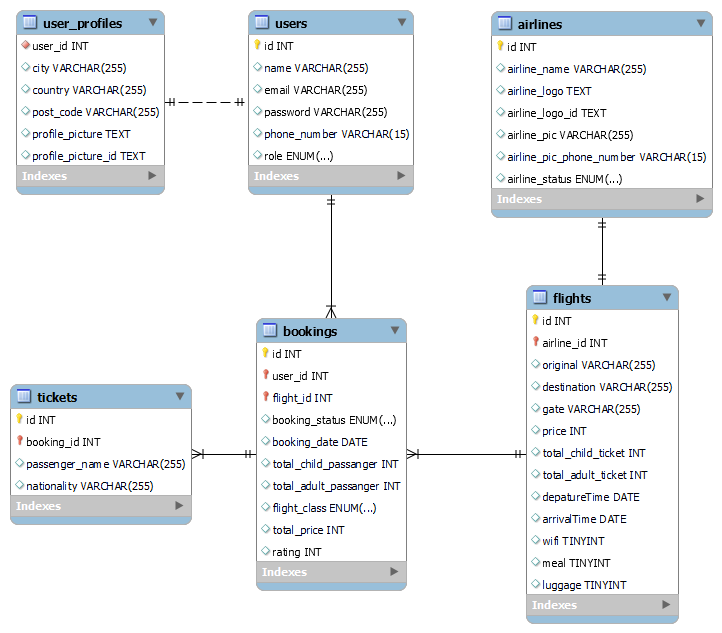 user_profiles
user_id INT
city VARCHAR(255)
country VARCHAR(255)
post_code VARCHAR(255)
profile_picture TEXT
profile_picture_id TEXT
Indexes
users
id INT
name VARCHAR(255)
email VARCHAR(255)
password VARCHAR(255)
phone_number VARCHAR(15)
role ENUM(...)
Indexes
airlines
id INT
airline_name VARCHAR(255)
airline_logo TEXT
airline_logo_id TEXT
airline_pic VARCHAR(255)
airline_pic_phone_number VARCHAR(15)
airline_status ENUM(...)
Indexes
tickets
id INT
booking_id INT
passenger_name VARCHAR(255)
nationality VARCHAR(255)
Indexes
bookings
id INT
user_id INT
flight_id INT
booking_status ENUM(...)
booking_date DATE
total_child_passanger INT
total_adult_passanger INT
flight_class ENUM(...)
total_price INT
rating INT
Indexes
flights
id INT
airline_id INT
original VARCHAR(255)
destination VARCHAR(255)
gate VARCHAR(255)
price INT
total_child_ticket INT
total_adult_ticket INT
depatureTime DATE
arrivalTime DATE
wifi TINYINT
meal TINYINT
luggage TINYINT
Indexes